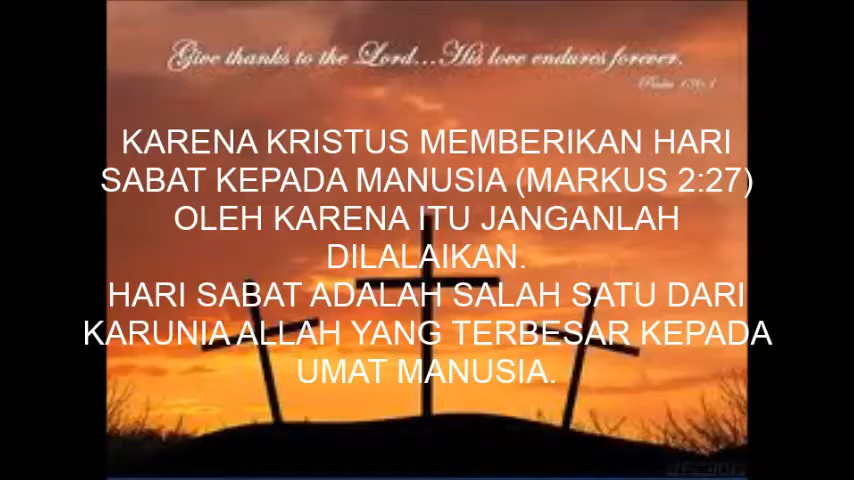 Give thanks to the Lord...His love endures forever.
KARENA KRISTUS MEMBERIKAN HARI
SABAT KEPADA MANUSIA (MARKUS 2:27)
OLEH KARENA ITU JANGANLAH
DILALAIKAN.
HARI SABAT ADALAH SALAH SATU DARI
KARUNIA ALLAH YANG TERBESAR KEPADA
UMAT MANUSIA.